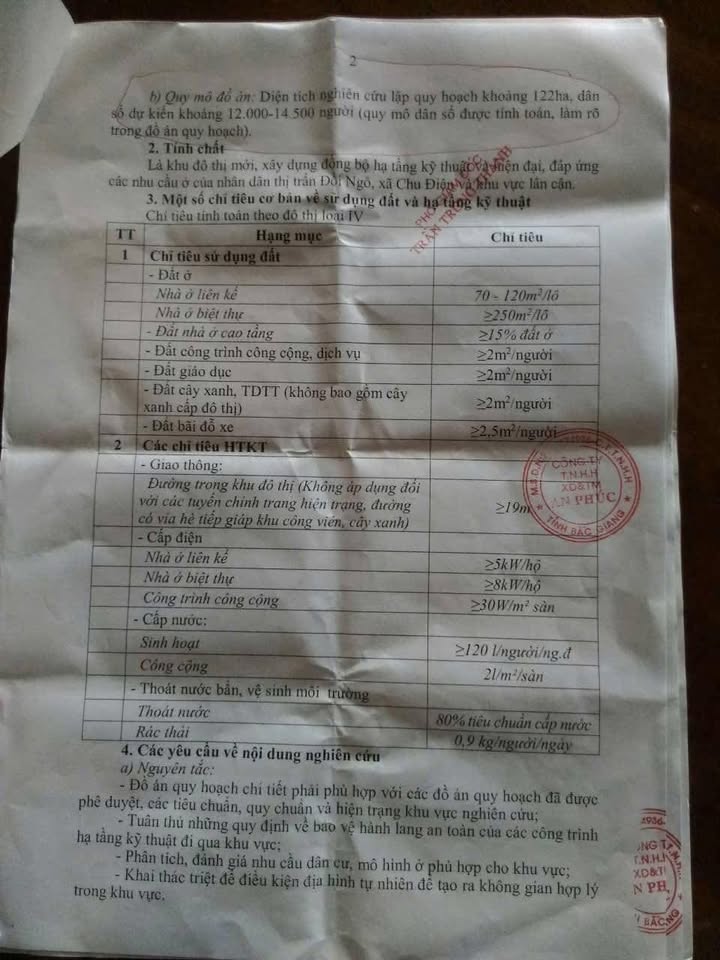 2
b) Quy mô đồ án: Diện tích nghiên cứu lập quy hoạch khoảng 122ha, dân
số dự kiến khoảng 12.000-14.500 người (quy mô dân số được tính toán, làm rõ
trong đồ án quy hoạch).
2. Tính chất
Là khu đô thị mới, xây dựng đồng bộ hạ tầng kỹ thuật và hiện đại, đáp ứng
các nhu cầu ở của nhân dân thị trấn Đồi Ngô, xã Chu Điện và khu vực lân cận.
TRẦN TRỌNG
3. Một số chỉ tiêu cơ bản về sử dụng đất và hạ tầng kỹ thuật
Chỉ tiêu tính toán theo đô thị loại IV
TT Hạng mục Chỉ tiêu
1 Chỉ tiêu sử dụng đất
- Đất ở
Nhà ở liên kế 70 - 120m²/lô
Nhà ở biệt thự ≥250m²/lô
- Đất nhà ở cao tầng ≥15% đất ở
- Đất công trình công cộng, dịch vụ ≥2m²/người
- Đất giáo dục ≥2m²/người
- Đất cây xanh, TDTT (không bao gồm cây
xanh cấp đô thị) ≥2m²/người
- Đất bãi đỗ xe ≥2,5m²/người
2 Các chỉ tiêu HTKT
- Giao thông:
Đường trong khu đô thị (Không áp dụng đối
với các tuyến chỉnh trang hiện trạng, đường
có vỉa hè tiếp giáp khu công viên, cây xanh) ≥19m
CÔNG TY
T.N.H.H
XD&TM
AN PHÚC
TỈNH BẮC GIANG
- Cấp điện
Nhà ở liên kế ≥5kW/hộ
Nhà ở biệt thự ≥8kW/hộ
Công trình công cộng ≥30W/m² sàn
- Cấp nước:
Sinh hoạt ≥120 l/người/ng.đ
Công cộng 2l/m²/sàn
- Thoát nước bẩn, vệ sinh môi trường
Thoát nước 80% tiêu chuẩn cấp nước
Rác thải 0,9 kg/người/ngày
4. Các yêu cầu về nội dung nghiên cứu
a) Nguyên tắc:
- Đồ án quy hoạch chi tiết phải phù hợp với các đồ án quy hoạch đã được
phê duyệt, các tiêu chuẩn, quy chuẩn và hiện trạng khu vực nghiên cứu;
- Tuân thủ những quy định về bảo vệ hành lang an toàn của các công trình
hạ tầng kỹ thuật đi qua khu vực;
- Phân tích, đánh giá nhu cầu dân cư, mô hình ở phù hợp cho khu vực;
- Khai thác triệt để điều kiện địa hình tự nhiên để tạo ra không gian hợp lý
trong khu vực.